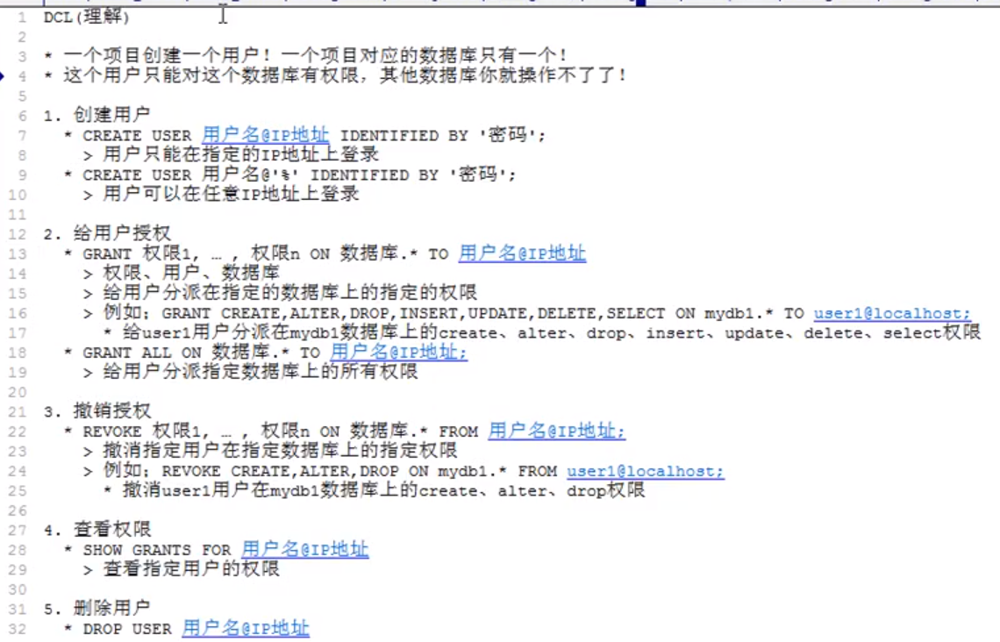 1 DCL(理解)
2
3 * 一个项目创建一个用户！一个项目对应的数据库只有一个！
4 * 这个用户只能对这个数据库有权限，其他数据库你就操作不了了！
5
6 1. 创建用户
7 * CREATE USER 用户名@IP地址 IDENTIFIED BY '密码';
8 > 用户只能在指定的IP地址上登录
9 * CREATE USER 用户名@'%' IDENTIFIED BY '密码';
10 > 用户可以在任意IP地址上登录
11
12 2. 给用户授权
13 * GRANT 权限1, … , 权限n ON 数据库.* TO 用户名@IP地址
14 > 权限、用户、数据库
15 > 给用户分派在指定的数据库上的指定的权限
16 > 例如；GRANT CREATE,ALTER,DROP,INSERT,UPDATE,DELETE,SELECT ON mydb1.* TO user1@localhost;
17 * 给user1用户分派在mydb1数据库上的create、alter、drop、insert、update、delete、select权限
18 * GRANT ALL ON 数据库.* TO 用户名@IP地址;
19 > 给用户分派指定数据库上的所有权限
20
21 3. 撤销授权
22 * REVOKE 权限1, … , 权限n ON 数据库.* FROM 用户名@IP地址;
23 > 撤消指定用户在指定数据库上的指定权限
24 > 例如；REVOKE CREATE,ALTER,DROP ON mydb1.* FROM user1@localhost;
25 * 撤消user1用户在mydb1数据库上的create、alter、drop权限
26
27 4. 查看权限
28 * SHOW GRANTS FOR 用户名@IP地址
29 > 查看指定用户的权限
30
31 5. 删除用户
32 * DROP USER 用户名@IP地址